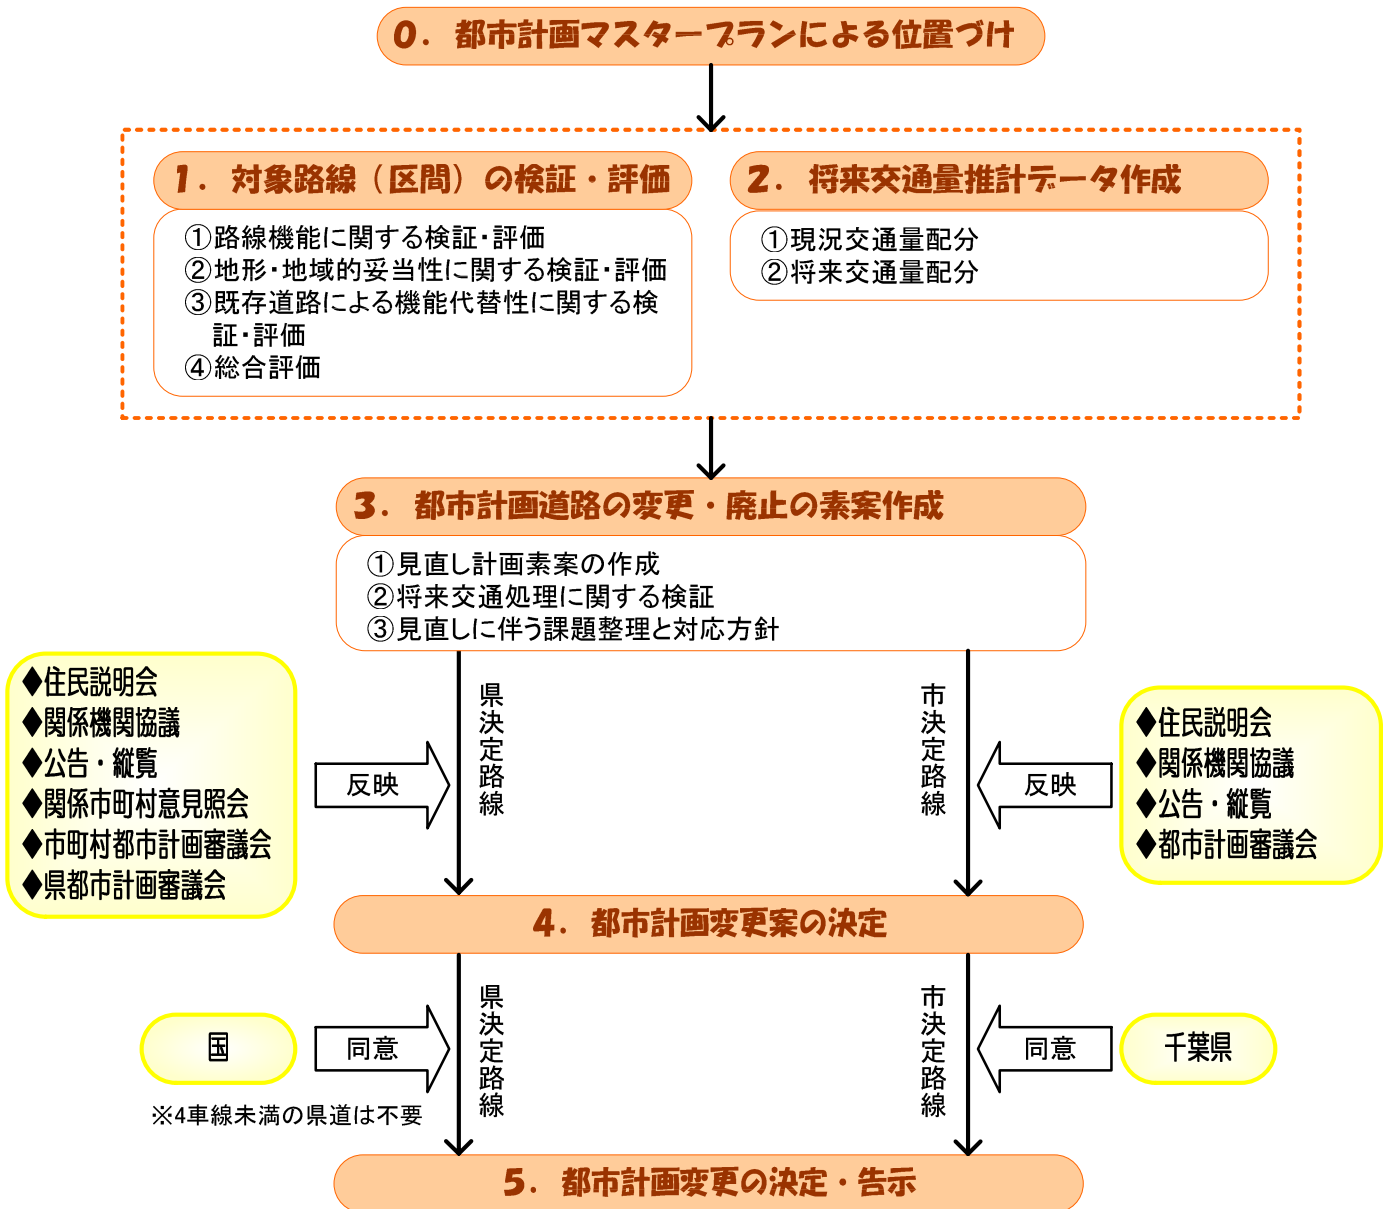 0. 都市計画マスタープランによる位置づけ
1. 対象路線（区間）の検証・評価
①路線機能に関する検証・評価
②地形・地域的妥当性に関する検証・評価
③既存道路による機能代替性に関する検
証・評価
④総合評価
2. 将来交通量推計データ作成
①現況交通量配分
②将来交通量配分
3. 都市計画道路の変更・廃止の素案作成
①見直し計画素案の作成
②将来交通処理に関する検証
③見直しに伴う課題整理と対応方針
◆住民説明会
◆関係機関協議
◆公告・縦覧
◆関係市町村意見照会
◆市町村都市計画審議会
◆県都市計画審議会
反映
県決定路線
市決定路線
反映
◆住民説明会
◆関係機関協議
◆公告・縦覧
◆都市計画審議会
4. 都市計画変更案の決定
国
同意
※4車線未満の県道は不要
県決定路線
市決定路線
同意
千葉県
5. 都市計画変更の決定・告示